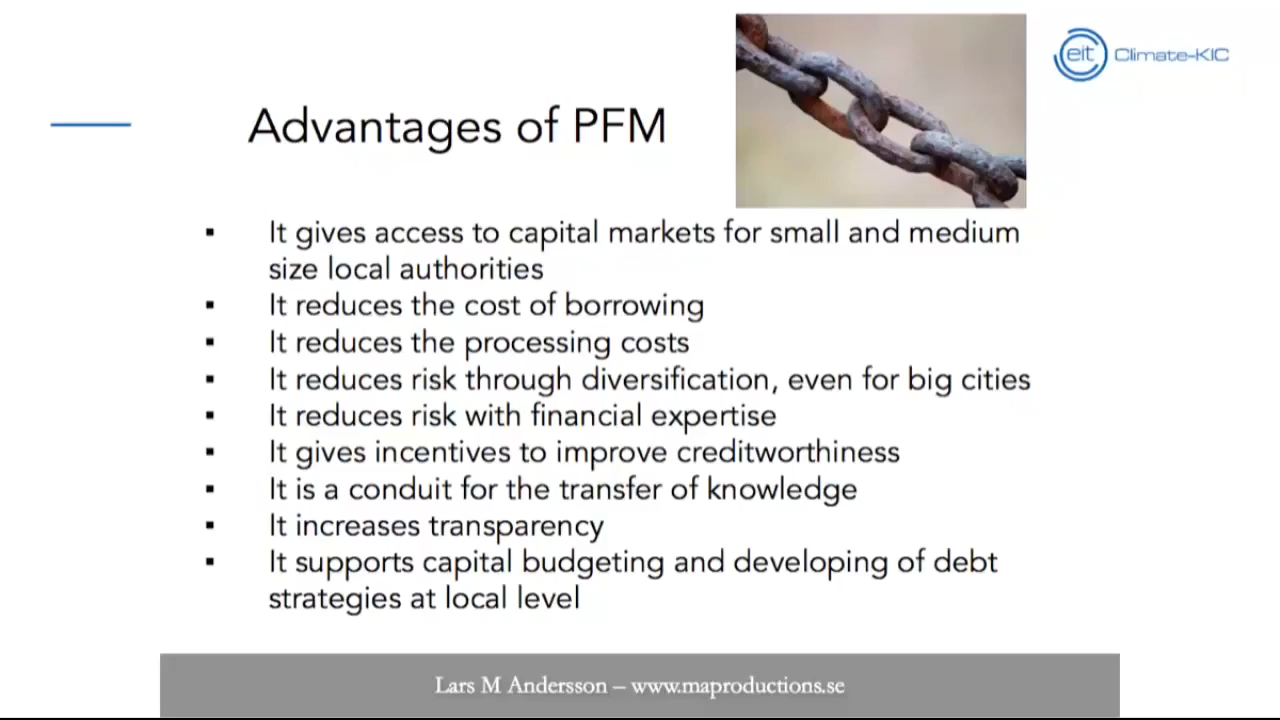 eit Climate-KIC
Advantages of PFM
▪ It gives access to capital markets for small and medium
size local authorities
▪ It reduces the cost of borrowing
▪ It reduces the processing costs
▪ It reduces risk through diversification, even for big cities
▪ It reduces risk with financial expertise
▪ It gives incentives to improve creditworthiness
▪ It is a conduit for the transfer of knowledge
▪ It increases transparency
▪ It supports capital budgeting and developing of debt
strategies at local level
Lars M Andersson – www.maproductions.se